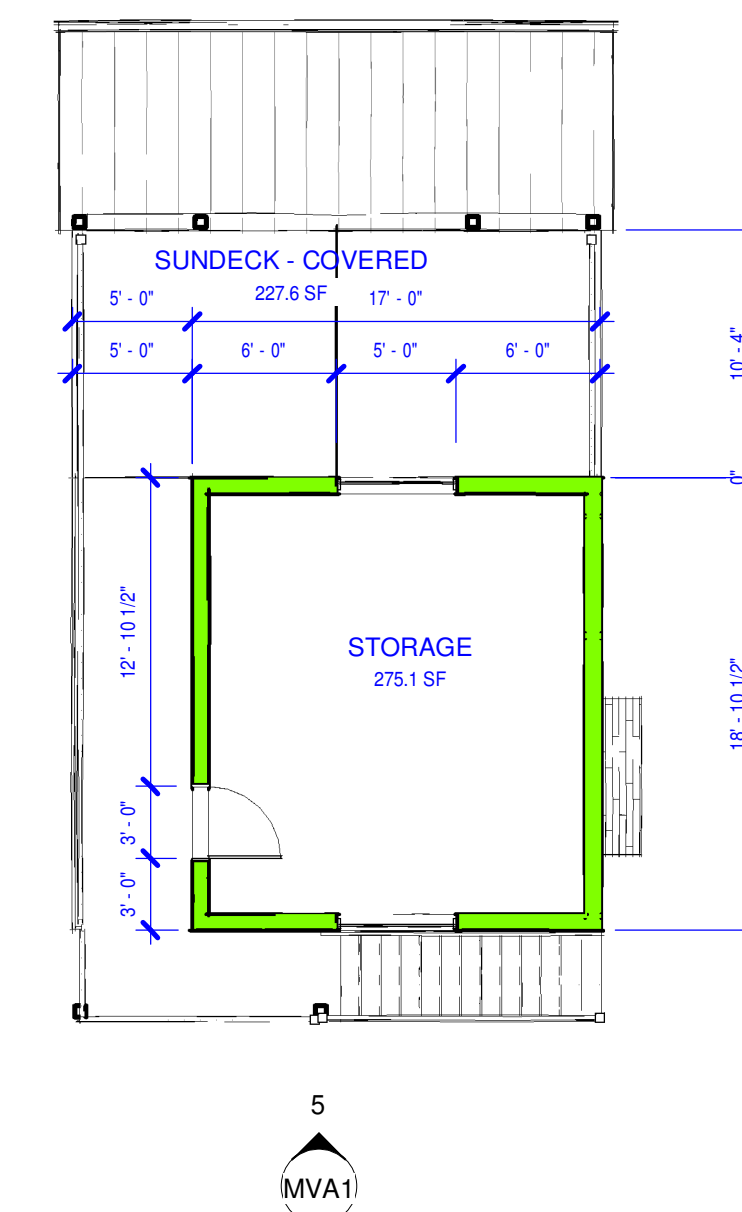 SUNDECK - COVERED
227.6 SF
5' - 0"
17' - 0"
5' - 0"
6' - 0"
5' - 0"
6' - 0"
10' - 4"
0"
12' - 10 1/2"
STORAGE
275.1 SF
18' - 10 1/2"
3' - 0"
3' - 0"
5
MVA1